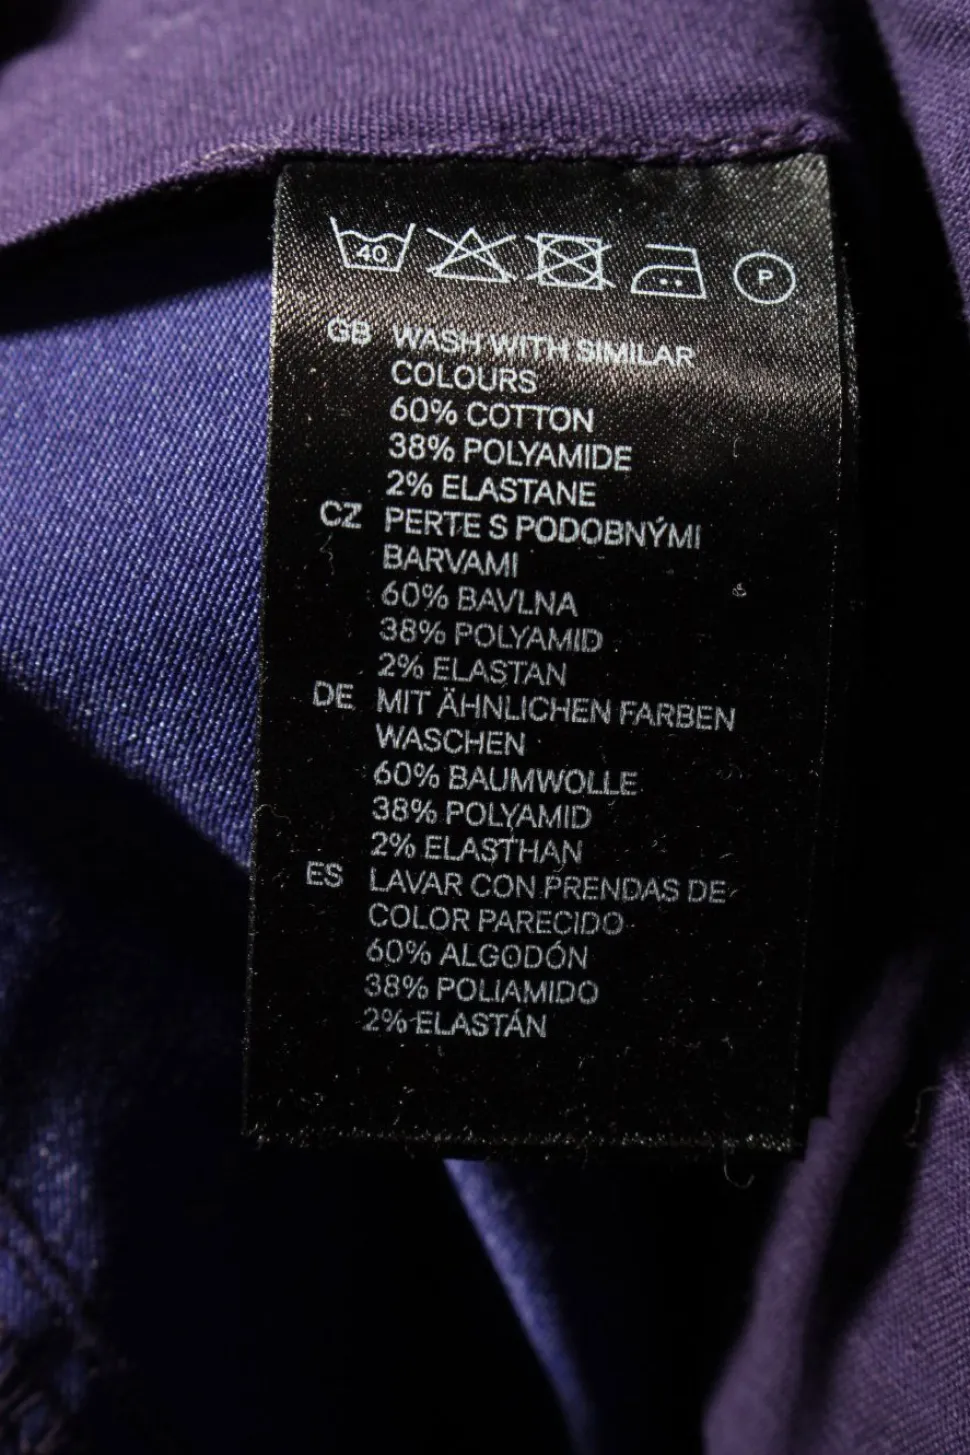 40 P
GB WASH WITH SIMILAR
COLOURS
60% COTTON
38% POLYAMIDE
2% ELASTANE
CZ PERTE S PODOBNÝMI
BARVAMI
60% BAVLNA
38% POLYAMID
2% ELASTAN
DE MIT ÄHNLICHEN FARBEN
WASCHEN
60% BAUMWOLLE
38% POLYAMID
2% ELASTHAN
ES LAVAR CON PRENDAS DE
COLOR PARECIDO
60% ALGODÓN
38% POLIAMIDO
2% ELASTÁN